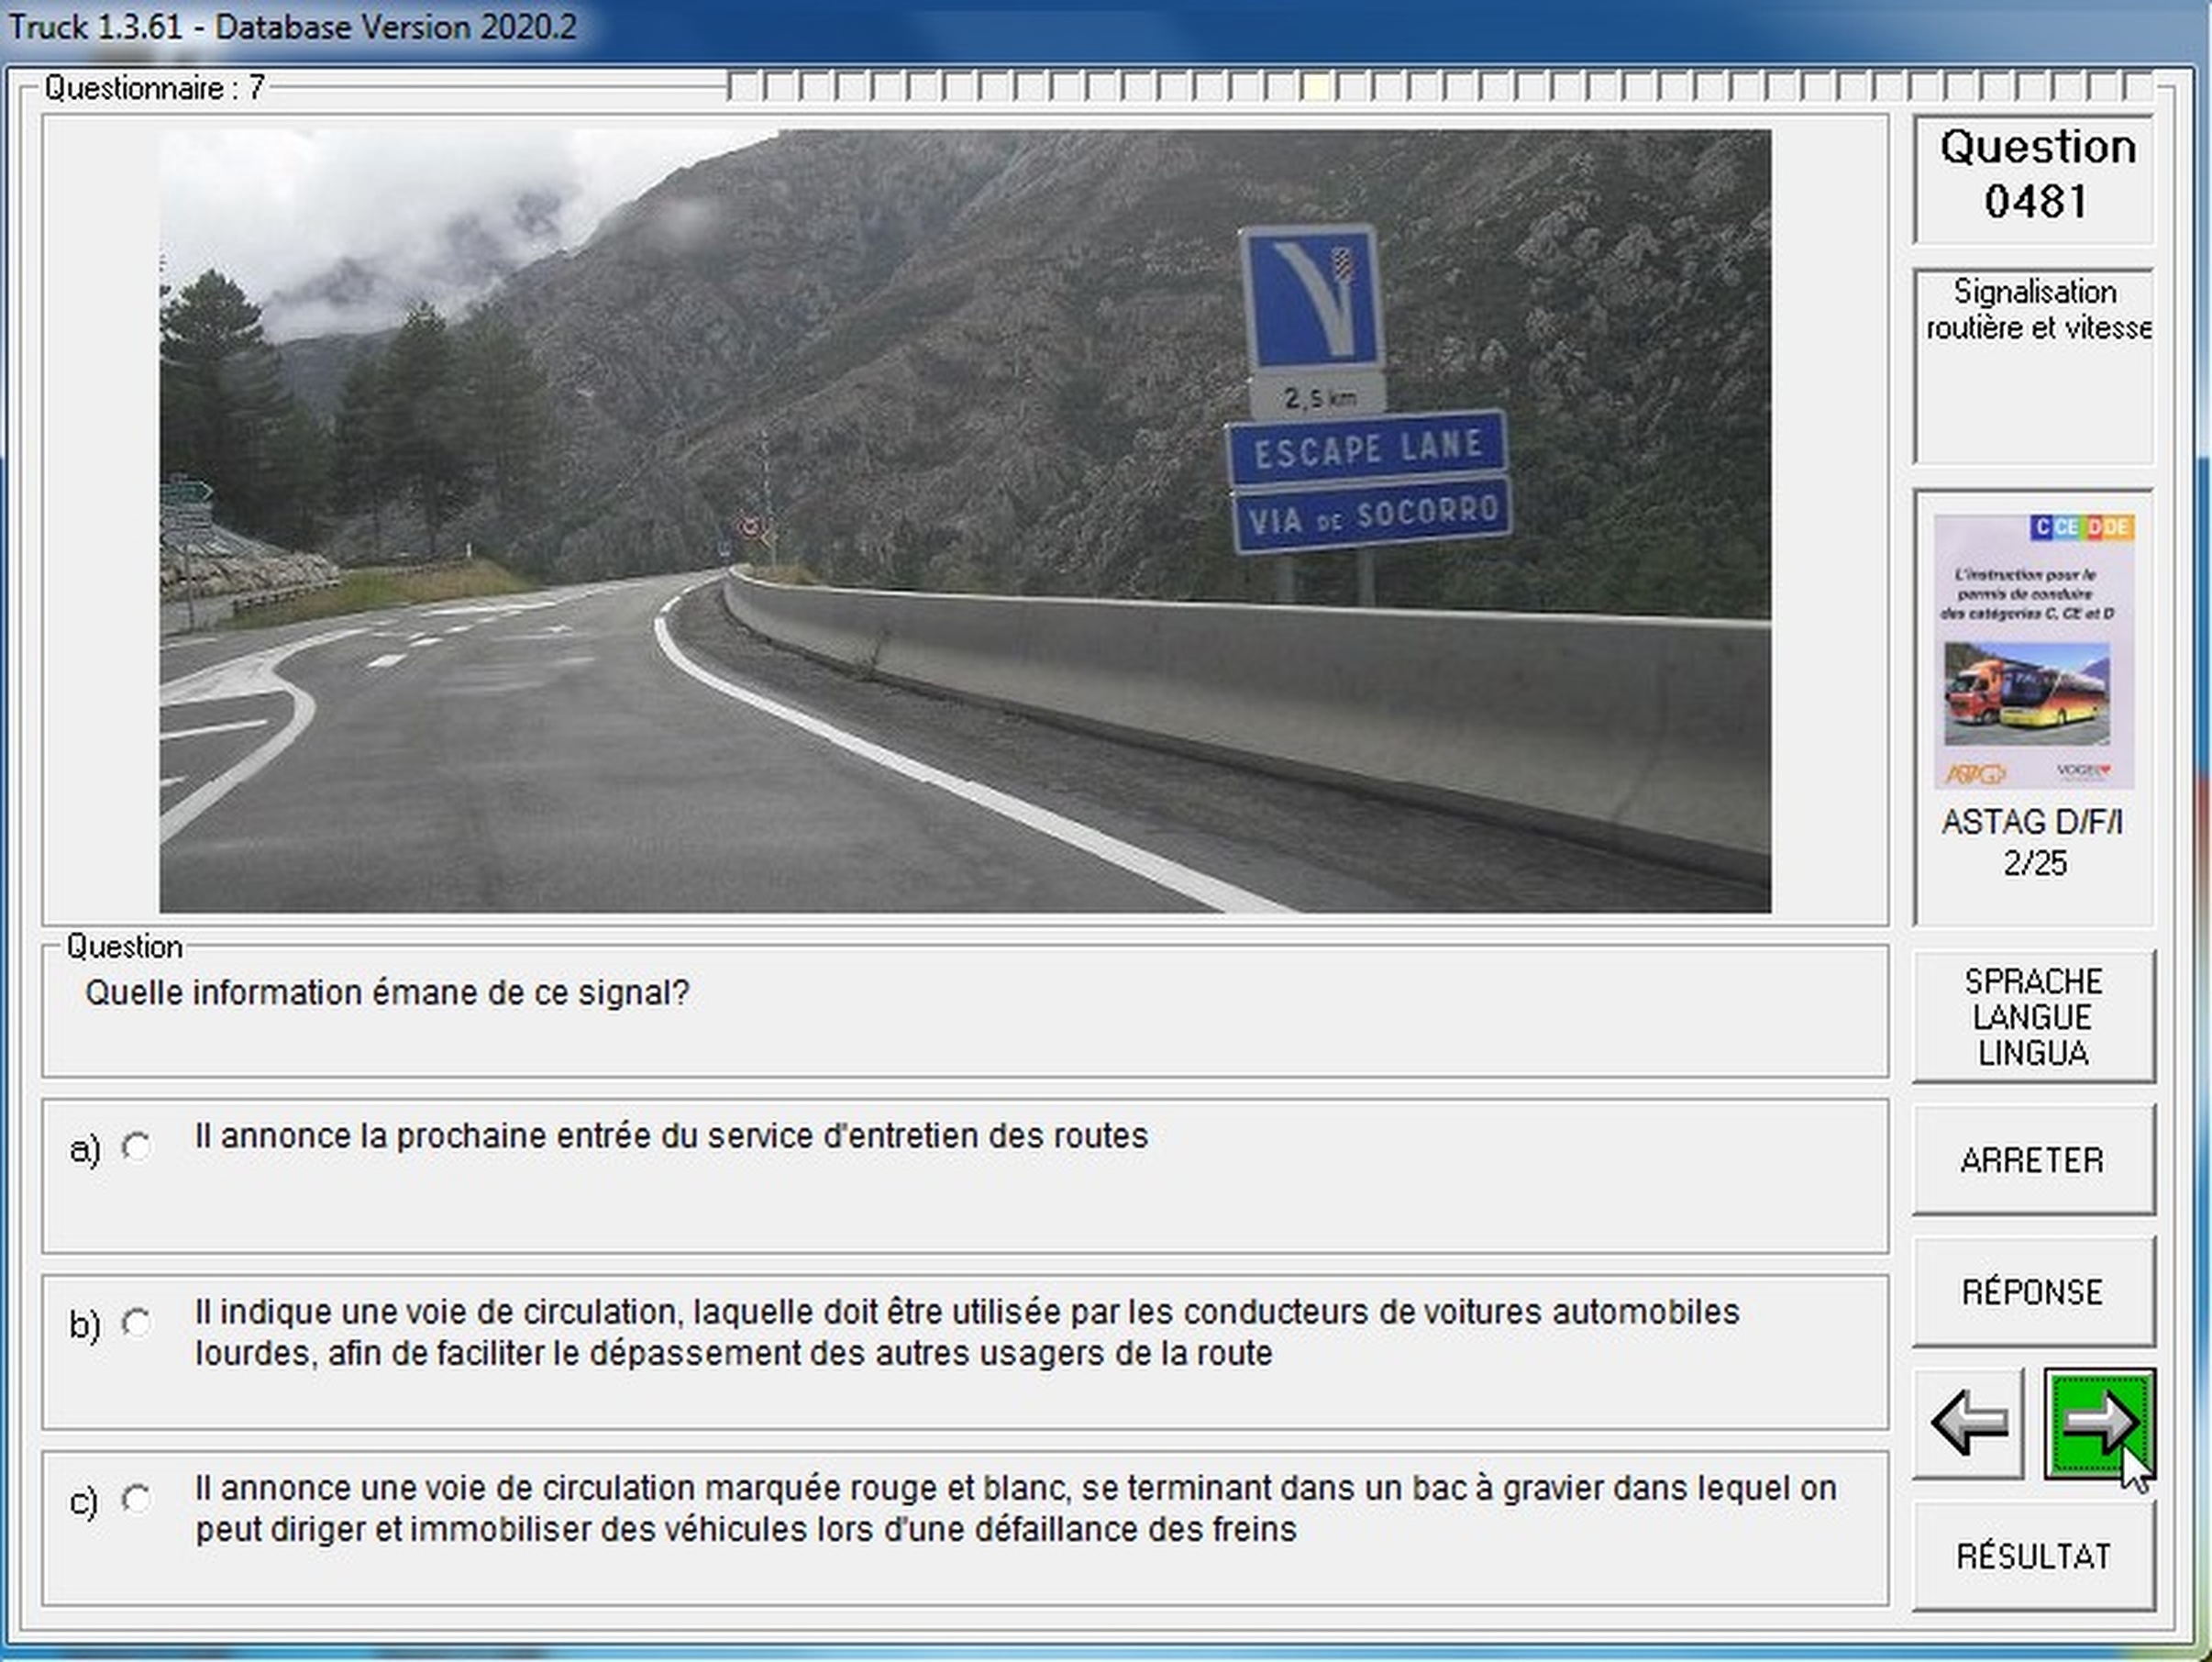 Truck 1.3.61 - Database Version 2020.2
Questionnaire : 7
2,5 km
ESCAPE LANE
VIA DE SOCORRO
Question
0481
Signalisation
routière et vitesse
C CE D DE
L'instruction pour le
permis de conduire
des catégories C, CE et D
ASTAG
VOGEL
ASTAG D/F/I
2/25
Question
Quelle information émane de ce signal?
a)
Il annonce la prochaine entrée du service d'entretien des routes
b)
Il indique une voie de circulation, laquelle doit être utilisée par les conducteurs de voitures automobiles
lourdes, afin de faciliter le dépassement des autres usagers de la route
c)
Il annonce une voie de circulation marquée rouge et blanc, se terminant dans un bac à gravier dans lequel on
peut diriger et immobiliser des véhicules lors d'une défaillance des freins
SPRACHE
LANGUE
LINGUA
ARRETER
RÉPONSE
RÉSULTAT